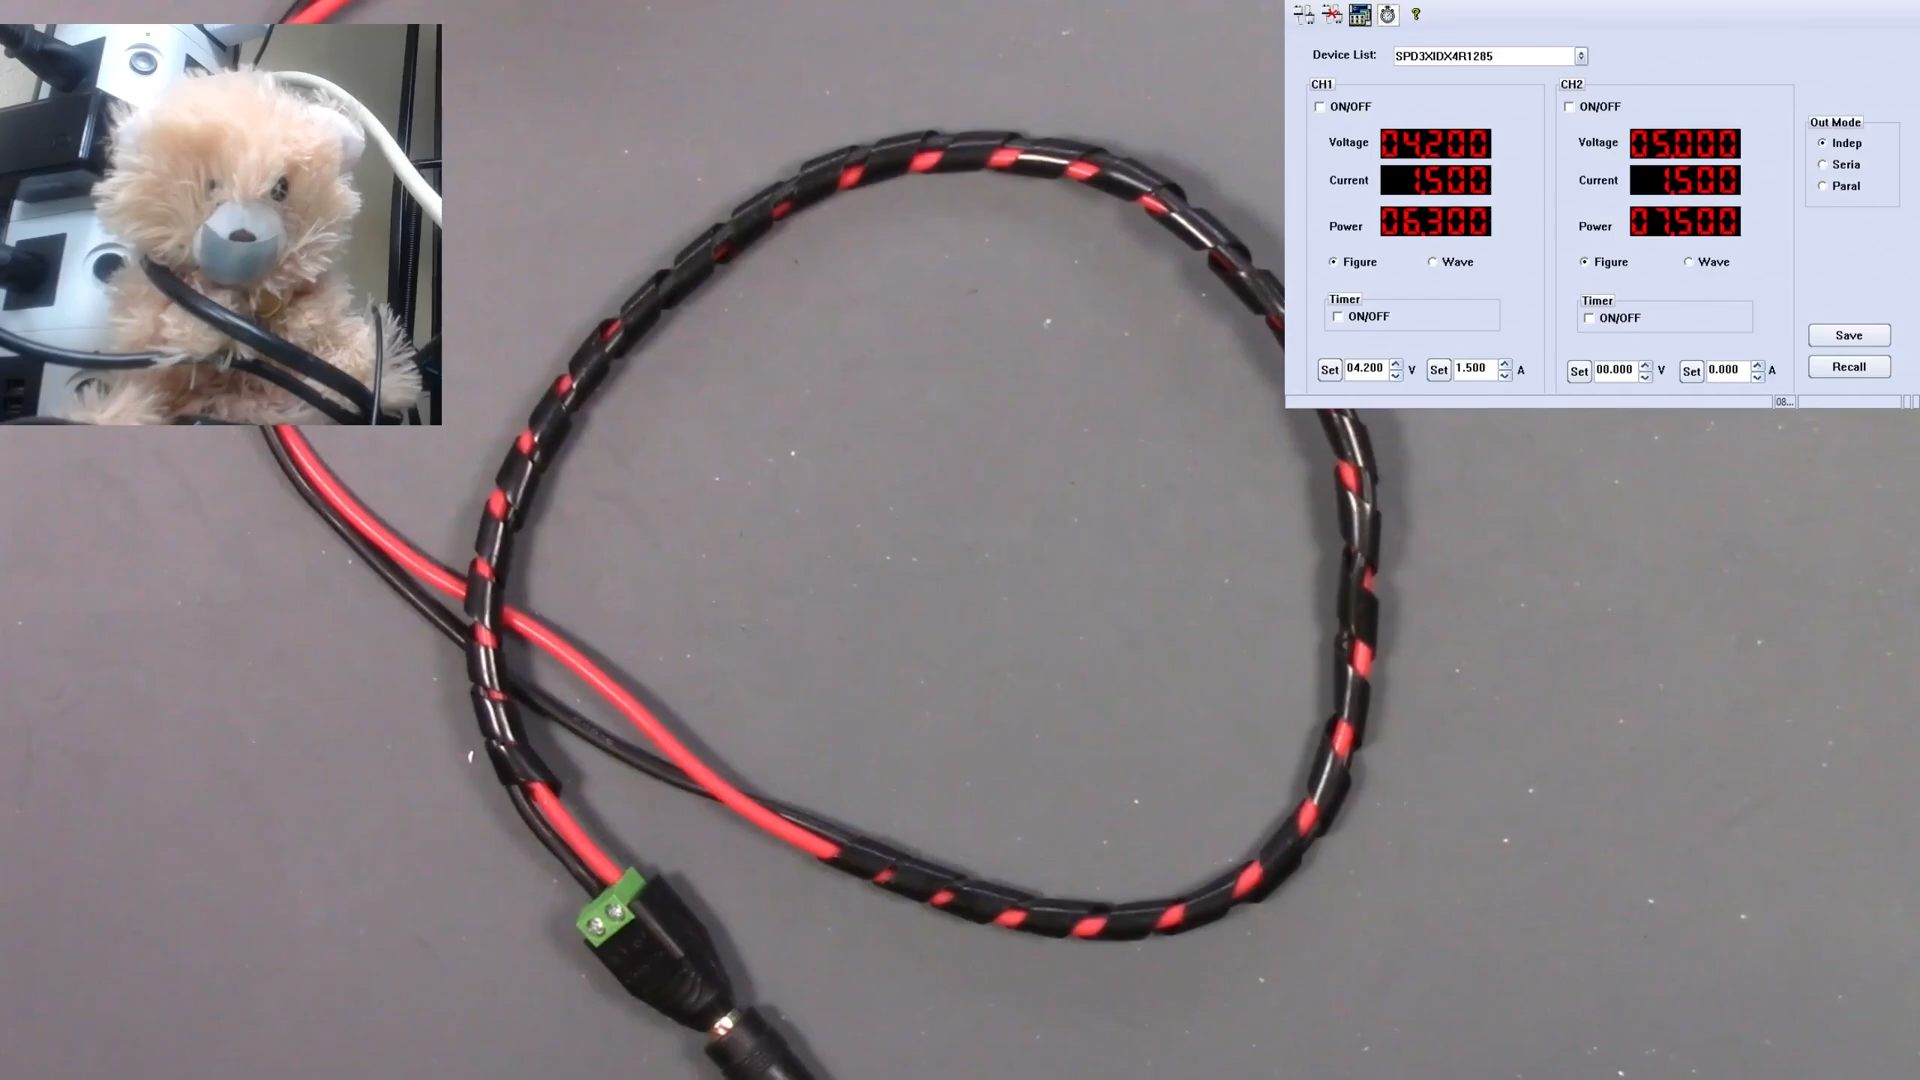 Device List: SPD3XIDX4R1285
CH1
ON/OFF
Voltage 04.200
Current 1.500
Power 06.300
Figure Wave
Timer
ON/OFF
Set 04.200 V Set 1.500 A
CH2
ON/OFF
Voltage 05.000
Current 1.500
Power 07.500
Figure Wave
Timer
ON/OFF
Set 00.000 V Set 0.000 A
Out Mode
Indep
Seria
Paral
Save
Recall
08...